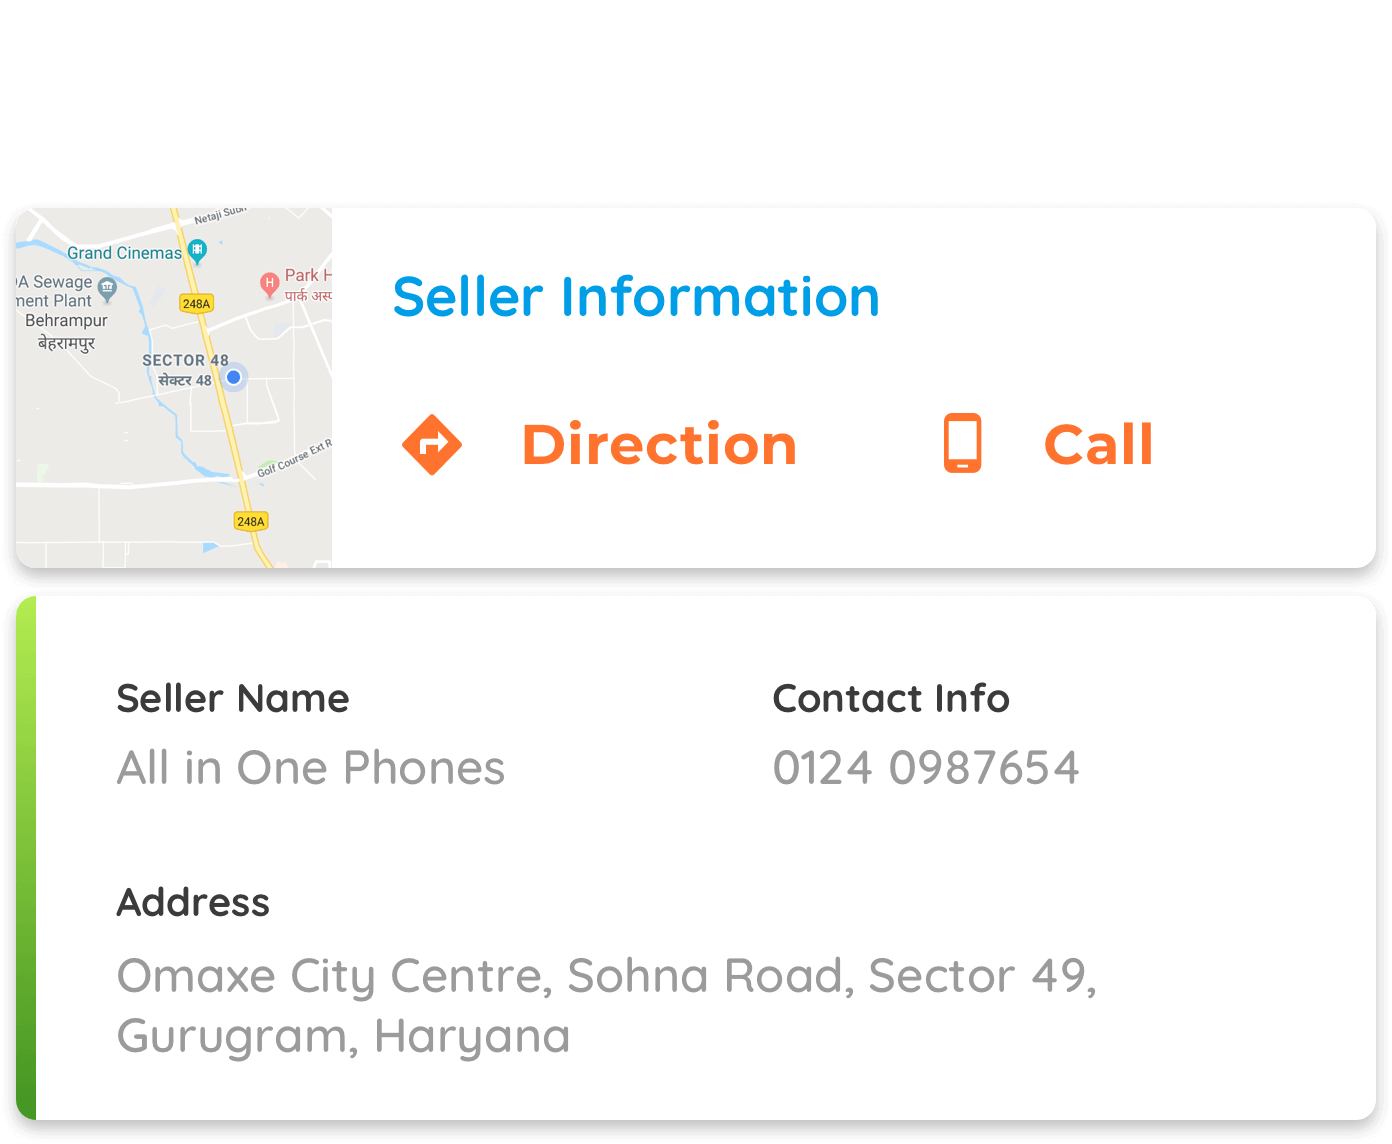 Netaji Subh
Grand Cinemas
H
Park H
पार्क अस्प
DA Sewage
ment Plant
Behrampur
बेहरामपुर
248A
SECTOR 48
सेक्टर 48
Golf Course Ext R
248A
Seller Information
Direction
Call
Seller Name
Contact Info
All in One Phones
0124 0987654
Address
Omaxe City Centre, Sohna Road, Sector 49,
Gurugram, Haryana